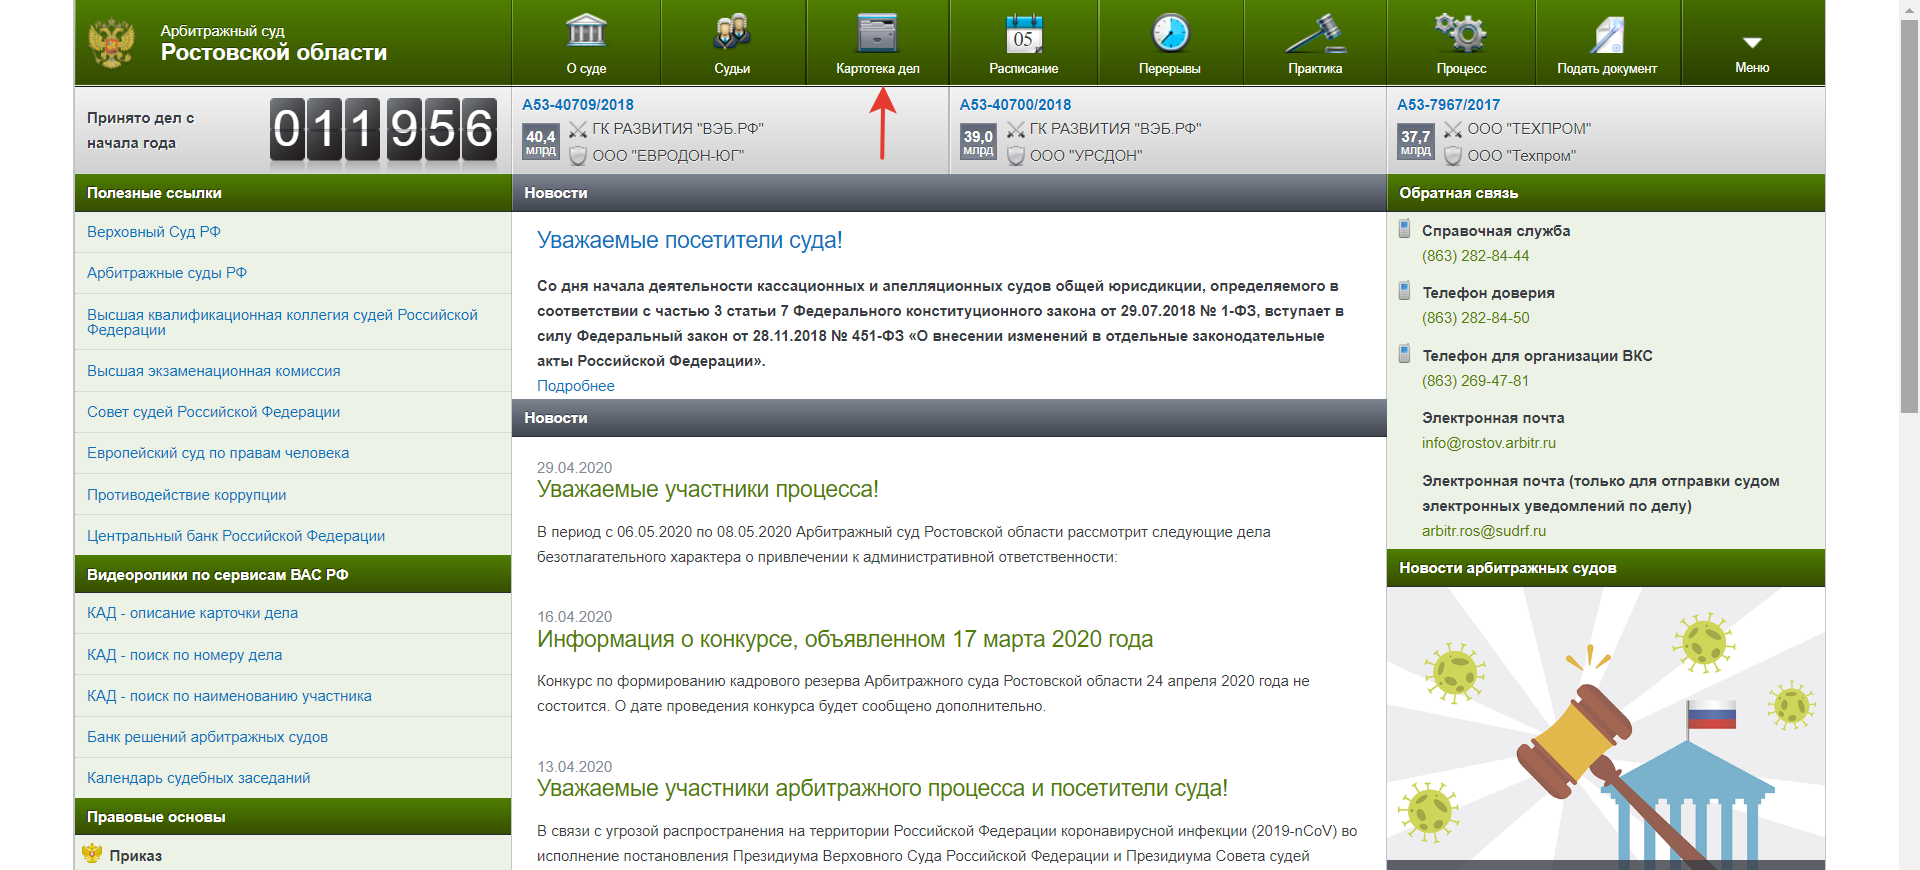 Арбитражный суд
Ростовской области
О суде
Судьи
Картотека дел
05
Расписание
Перерывы
Практика
Процесс
Подать документ
Меню
Принято дел с
начала года
011956
А53-40709/2018
40,4
млрд
ГК РАЗВИТИЯ "ВЭБ.РФ"
ООО "ЕВРОДОН-ЮГ"
А53-40700/2018
39,0
млрд
ГК РАЗВИТИЯ "ВЭБ.РФ"
ООО "УРСДОН"
А53-7967/2017
37,7
млрд
ООО "ТЕХПРОМ"
ООО "Техпром"
Полезные ссылки
Верховный Суд РФ
Арбитражные суды РФ
Высшая квалификационная коллегия судей Российской
Федерации
Высшая экзаменационная комиссия
Совет судей Российской Федерации
Европейский суд по правам человека
Противодействие коррупции
Центральный банк Российской Федерации
Видеоролики по сервисам ВАС РФ
КАД - описание карточки дела
КАД - поиск по номеру дела
КАД - поиск по наименованию участника
Банк решений арбитражных судов
Календарь судебных заседаний
Правовые основы
Приказ
Новости
Уважаемые посетители суда!
Со дня начала деятельности кассационных и апелляционных судов общей юрисдикции, определяемого в
соответствии с частью 3 статьи 7 Федерального конституционного закона от 29.07.2018 № 1-ФЗ, вступает в
силу Федеральный закон от 28.11.2018 № 451-ФЗ «О внесении изменений в отдельные законодательные
акты Российской Федерации».
Подробнее
Новости
29.04.2020
Уважаемые участники процесса!
В период с 06.05.2020 по 08.05.2020 Арбитражный суд Ростовской области рассмотрит следующие дела
безотлагательного характера о привлечении к административной ответственности:
16.04.2020
Информация о конкурсе, объявленном 17 марта 2020 года
Конкурс по формированию кадрового резерва Арбитражного суда Ростовской области 24 апреля 2020 года не
состоится. О дате проведения конкурса будет сообщено дополнительно.
13.04.2020
Уважаемые участники арбитражного процесса и посетители суда!
В связи с угрозой распространения на территории Российской Федерации коронавирусной инфекции (2019-nCoV) во
исполнение постановления Президиума Верховного Суда Российской Федерации и Президиума Совета судей
Обратная связь
Справочная служба
(863) 282-84-44
Телефон доверия
(863) 282-84-50
Телефон для организации ВКС
(863) 269-47-81
Электронная почта
info@rostov.arbitr.ru
Электронная почта (только для отправки судом
электронных уведомлений по делу)
arbitr.ros@sudrf.ru
Новости арбитражных судов